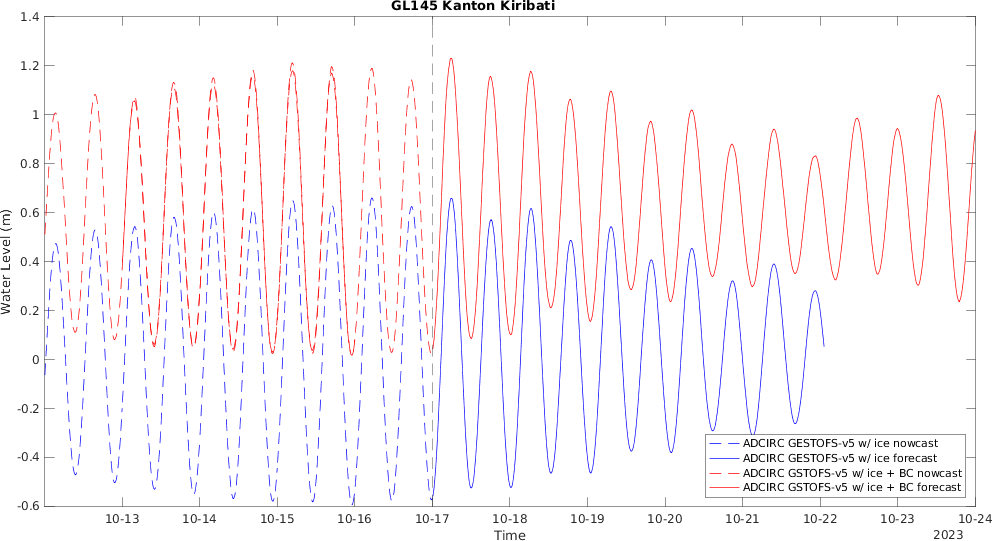 GL145 Kanton Kiribati
1.4
1.2
1
0.8
0.6
0.4
0.2
0
-0.2
-0.4
-0.6
Water Level (m)
ADCIRC GESTOFS-v5 w/ ice nowcast
ADCIRC GESTOFS-v5 w/ ice forecast
ADCIRC GSTOFS-v5 w/ ice + BC nowcast
ADCIRC GSTOFS-v5 w/ ice + BC forecast
10-13 10-14 10-15 10-16 10-17 10-18 10-19 10-20 10-21 10-22 10-23 10-24
Time
2023